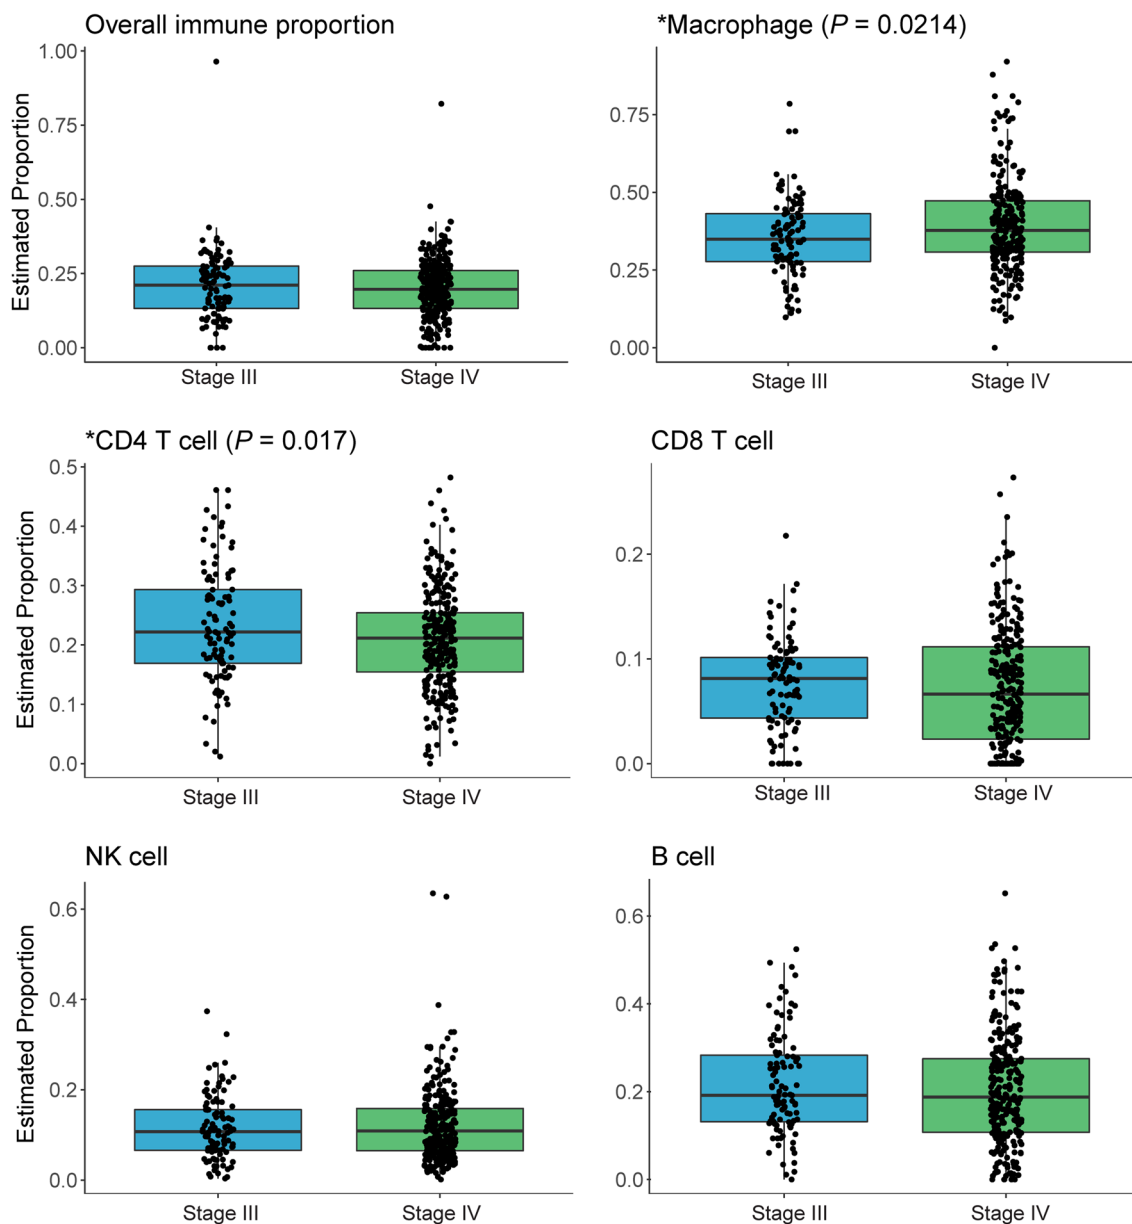 Overall immune proportion
Estimated Proportion
1.00
0.75
0.50
0.25
0.00
Stage III
Stage IV
*Macrophage (P = 0.0214)
0.75
0.50
0.25
0.00
Stage III
Stage IV
*CD4 T cell (P = 0.017)
Estimated Proportion
0.5
0.4
0.3
0.2
0.1
0.0
Stage III
Stage IV
CD8 T cell
0.2
0.1
0.0
Stage III
Stage IV
NK cell
Estimated Proportion
0.6
0.4
0.2
0.0
Stage III
Stage IV
B cell
0.6
0.4
0.2
0.0
Stage III
Stage IV